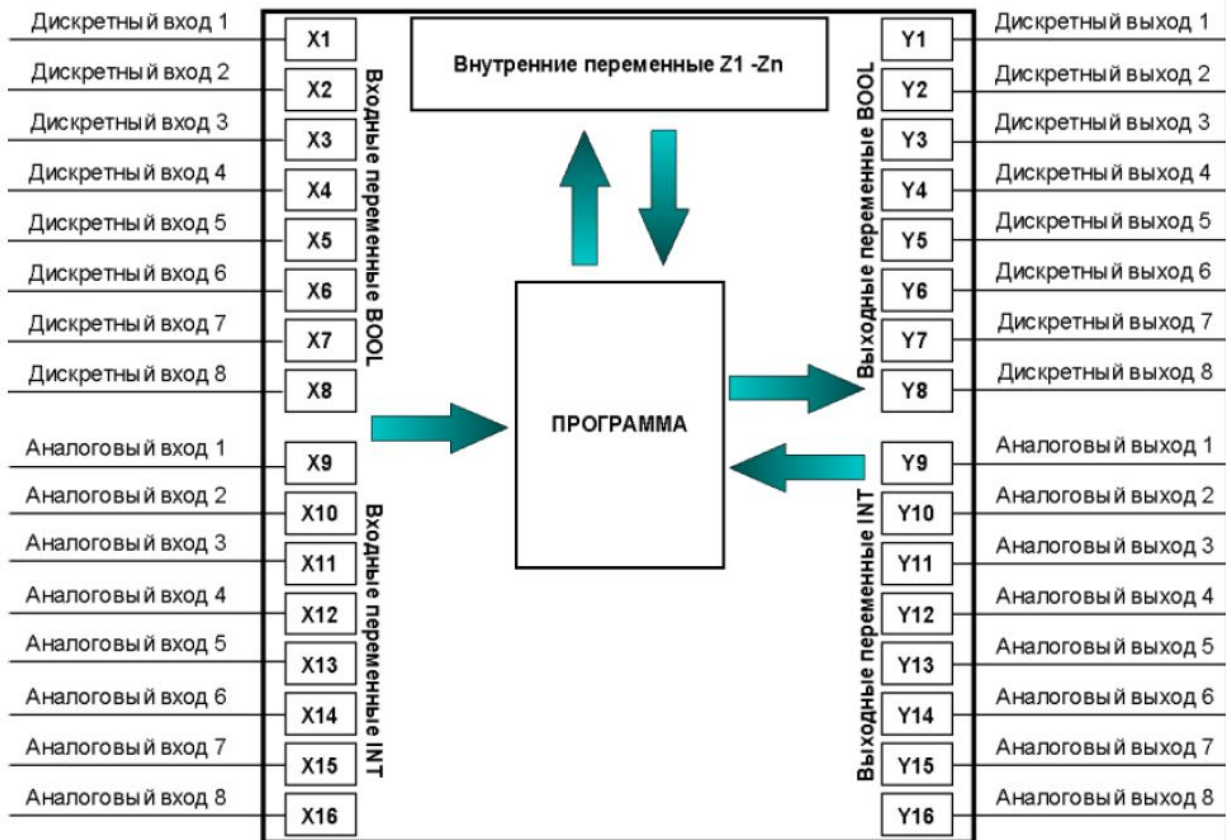 Дискретный вход 1
Дискретный вход 2
Дискретный вход 3
Дискретный вход 4
Дискретный вход 5
Дискретный вход 6
Дискретный вход 7
Дискретный вход 8
Аналоговый вход 1
Аналоговый вход 2
Аналоговый вход 3
Аналоговый вход 4
Аналоговый вход 5
Аналоговый вход 6
Аналоговый вход 7
Аналоговый вход 8
X1
X2
X3
X4
X5
X6
X7
X8
X9
X10
X11
X12
X13
X14
X15
X16
Входные переменные BOOL
Входные переменные INT
Внутренние переменные Z1 -Zn
ПРОГРАММА
Выходные переменные BOOL
Выходные переменные INT
Y1
Y2
Y3
Y4
Y5
Y6
Y7
Y8
Y9
Y10
Y11
Y12
Y13
Y14
Y15
Y16
Дискретный выход 1
Дискретный выход 2
Дискретный выход 3
Дискретный выход 4
Дискретный выход 5
Дискретный выход 6
Дискретный выход 7
Дискретный выход 8
Аналоговый выход 1
Аналоговый выход 2
Аналоговый выход 3
Аналоговый выход 4
Аналоговый выход 5
Аналоговый выход 6
Аналоговый выход 7
Аналоговый выход 8